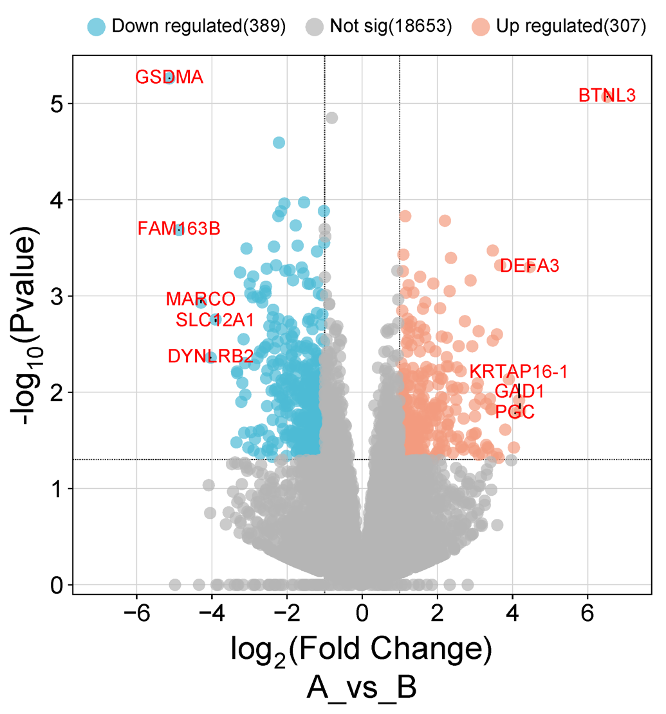 Down regulated(389) Not sig(18653) Up regulated(307)
GSDMA
BTNL3
5
4
FAM163B
DEFA3
3
MARCO
SLC12A1
DYNLRB2
KRTAP16-1
2
GAD1
PGC
1
0
-log10(Pvalue)
−6 −4 −2 0 2 4 6
log2(Fold Change)
A_vs_B